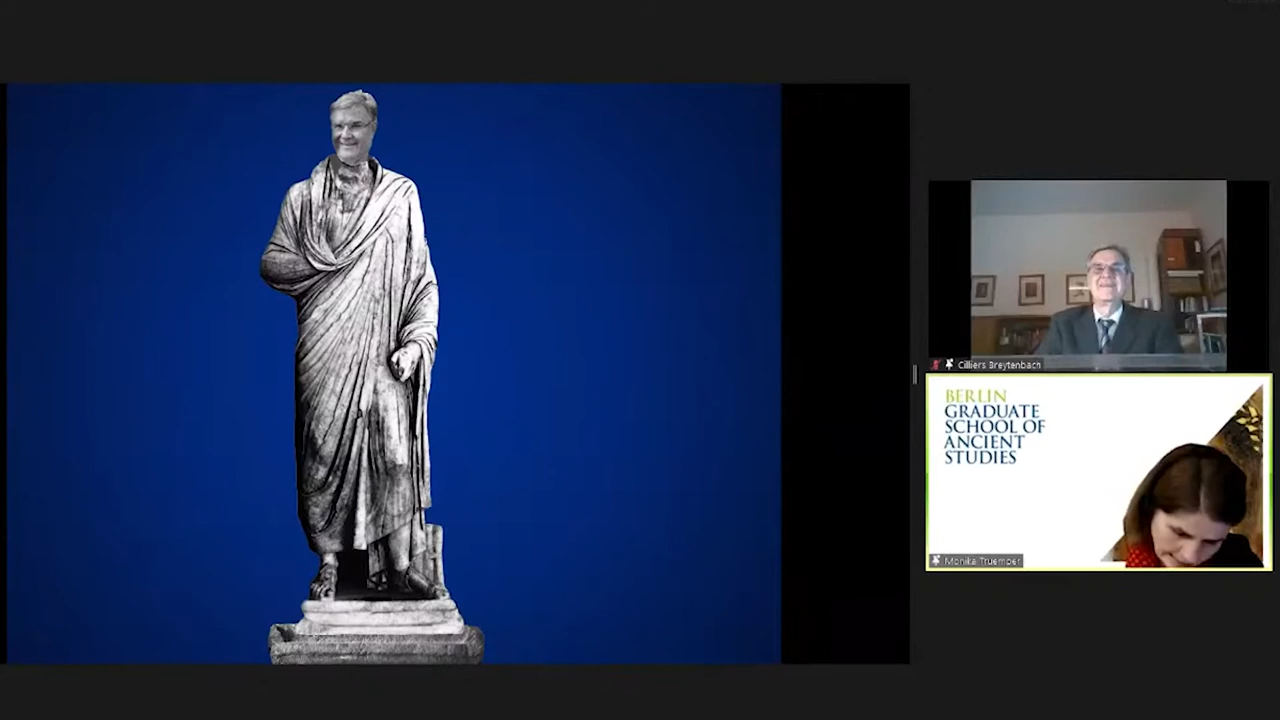 Cilliers Breytenbach
BERLIN
GRADUATE
SCHOOL OF
ANCIENT
STUDIES
Monika Truemper